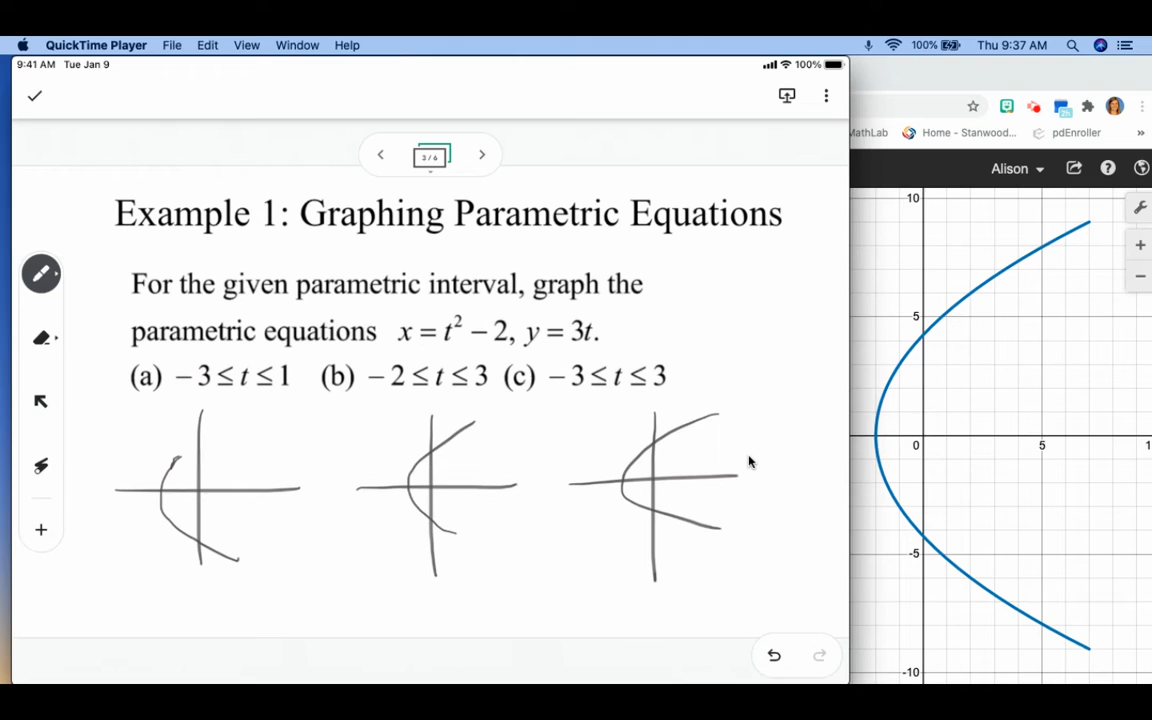 QuickTime Player File Edit View Window Help 100% Thu 9:37 AM
9:41 AM Tue Jan 9 100%
MathLab Home - Stanwood... pdEnroller »
3 / 6
Alison
Example 1: Graphing Parametric Equations
For the given parametric interval, graph the
parametric equations x = t² − 2, y = 3t.
(a) − 3 ≤ t ≤ 1 (b) − 2 ≤ t ≤ 3 (c) − 3 ≤ t ≤ 3
10
5
0 5 1
-5
-10